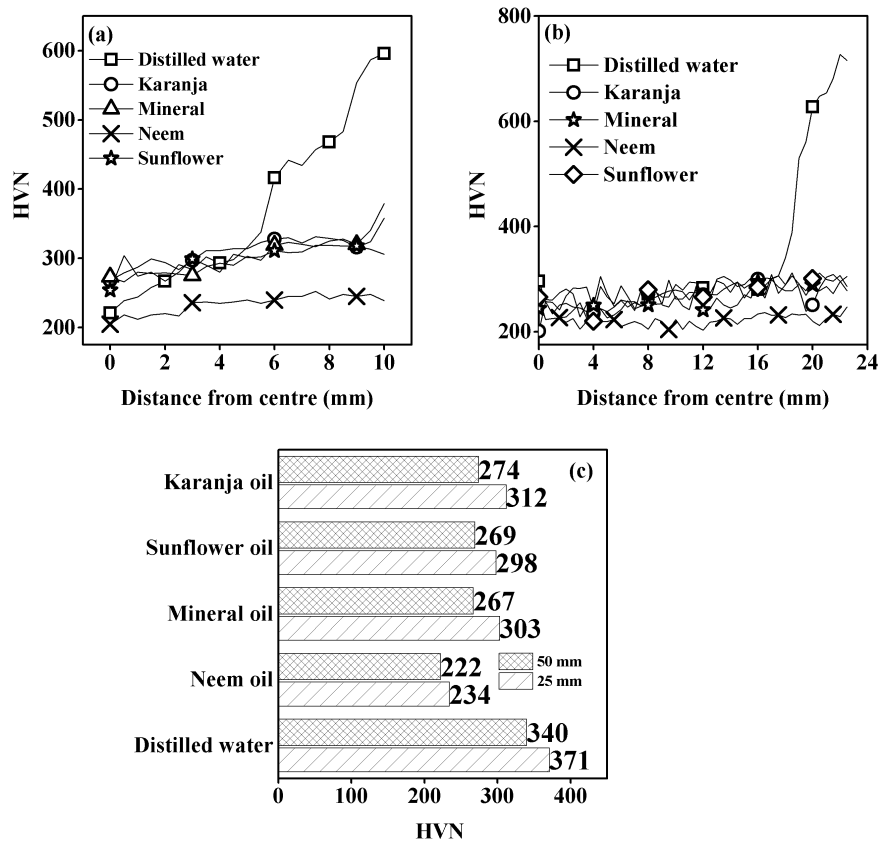 (a)
600
500
400
300
200
HVN
Distilled water
Karanja
Mineral
Neem
Sunflower
0 2 4 6 8 10
Distance from centre (mm)
(b)
800
600
400
200
HVN
Distilled water
Karanja
Mineral
Neem
Sunflower
0 4 8 12 16 20 24
Distance from centre (mm)
(c)
Karanja oil
274
312
Sunflower oil
269
298
Mineral oil
267
303
Neem oil
222
234
Distilled water
340
371
50 mm
25 mm
0 100 200 300 400
HVN